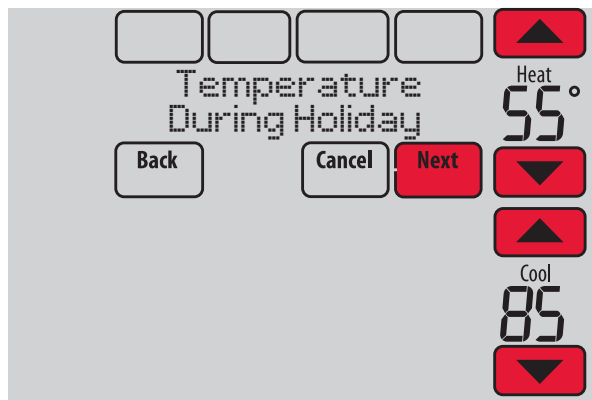 Temperature
During Holiday
Back
Cancel
Next
Heat
55°
Cool
85